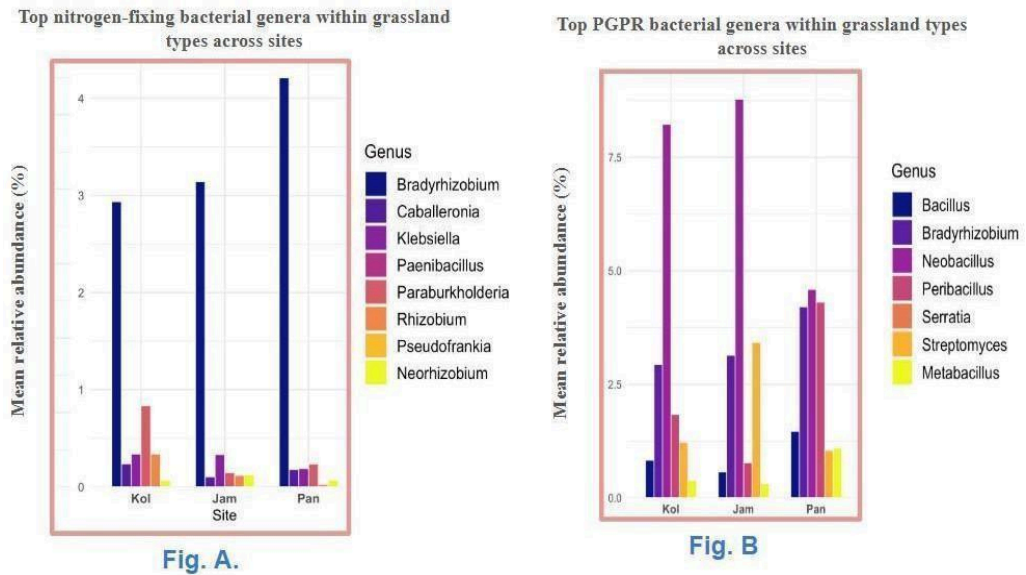 Top nitrogen-fixing bacterial genera within grassland
types across sites
Mean relative abundance (%)
4
3
2
1
0
Kol
Jam
Pan
Site
Genus
Bradyrhizobium
Caballeronia
Klebsiella
Paenibacillus
Paraburkholderia
Rhizobium
Pseudofrankia
Neorhizobium
Fig. A.
Top PGPR bacterial genera within grassland types
across sites
Mean relative abundance (%)
7.5
5.0
2.5
0.0
Kol
Jam
Pan
Genus
Bacillus
Bradyrhizobium
Neobacillus
Peribacillus
Serratia
Streptomyces
Metabacillus
Fig. B